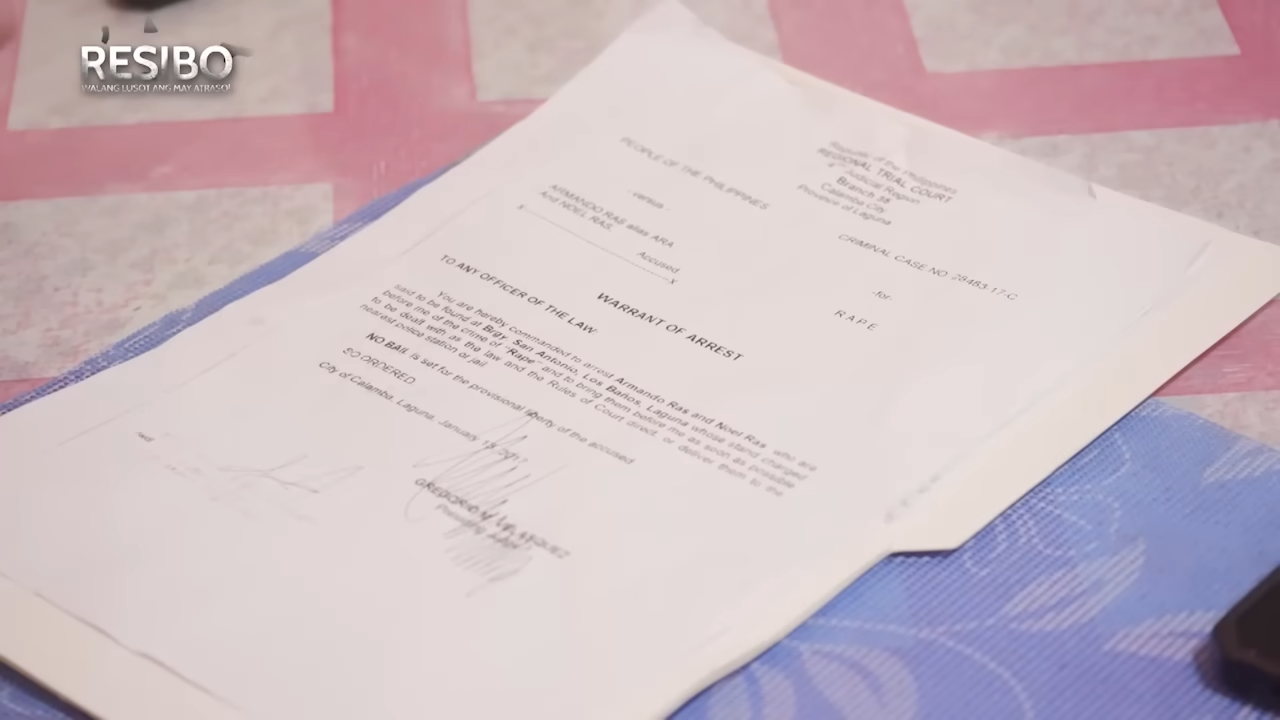 RESIBO
WALANG LUSOT ANG MAY ATRASO!
Republic of the Philippines
REGIONAL TRIAL COURT
Judicial Region
Branch 36
Calamba City
Province of Laguna
PEOPLE OF THE PHILIPPINES
- versus -
ARMANDO RAS alias ARA
And NOEL RAS,
Accused
x-----------------------x
CRIMINAL CASE NO. 28483-17-C
-for-
R A P E
WARRANT OF ARREST
TO ANY OFFICER OF THE LAW:
You are hereby commanded to arrest Armando Ras and Noel Ras who are
said to be found at Brgy. San Antonio, Los Baños, Laguna whose stand charged
before me of the crime of "Rape" and to bring them before me as soon as possible
to be dealt with as the law and the Rules of Court direct, or deliver them to the
nearest police station or jail
NO BAIL is set for the provisional liberty of the accused
SO ORDERED.
City of Calamba, Laguna, January
GREGORIO M.
Presiding Judge